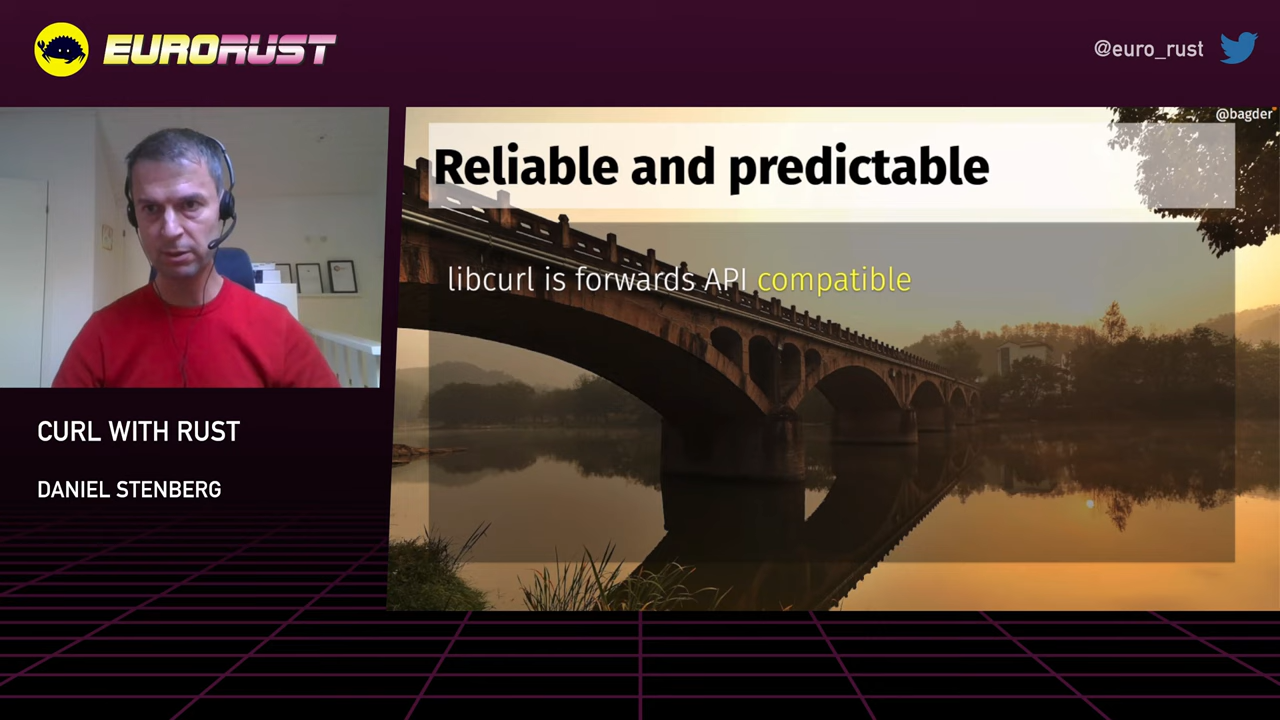 EURORUST
@euro_rust
@bagder
Reliable and predictable
libcurl is forwards API compatible
CURL WITH RUST
DANIEL STENBERG